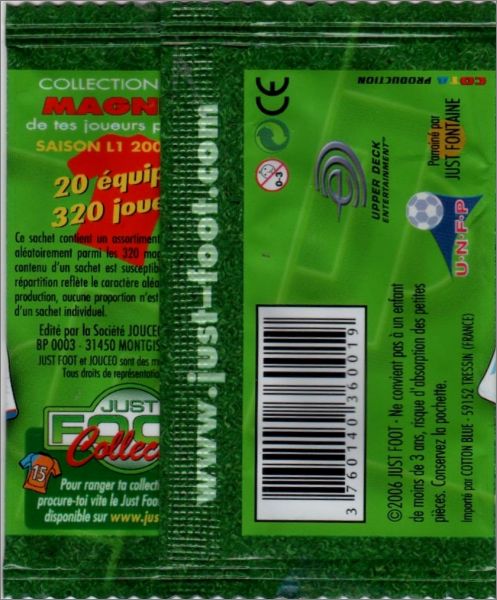 COLLECTION
MAGN
de tes joueurs p
SAISON L1 200
20 équip
320 joue
Ce sachet contient un assortiment
aléatoirement parmi les 320 mag
contenu d'un sachet est susceptib
répartition reflète le caractère aléa
production, aucune proportion n'est
d'un sachet individuel.
Edité par la Société JOUCEO
BP 0003 - 31450 MONTGIS
JUST FOOT et JOUCEO sont des m
Tous droits de représentatio
JUST
FOO
Collec
15
Pour ranger ta collecti
procure-toi vite le Just Foo
disponible sur www.jus
www.just-foot.com
CE
0-3
UPPER DECK
ENTERTAINMENT
COTA PRODUCTION
Parrainé par
JUST FONTAINE
U·N·F·P
3 760140 360019
©2006 JUST FOOT - Ne convient pas à un enfant
de moins de 3 ans, risque d'absorption des petites
pièces. Conservez la pochette.
Importé par COTTON BLUE - 59152 TRESSIN (FRANCE)